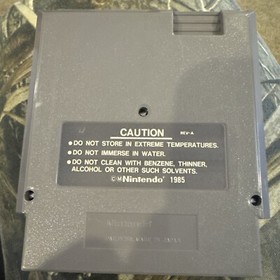 CAUTION
REV-A
•DO NOT STORE IN EXTREME TEMPERATURES.
•DO NOT IMMERSE IN WATER.
•DO NOT CLEAN WITH BENZENE, THINNER,
ALCOHOL OR OTHER SUCH SOLVENTS.
©Nintendo 1985